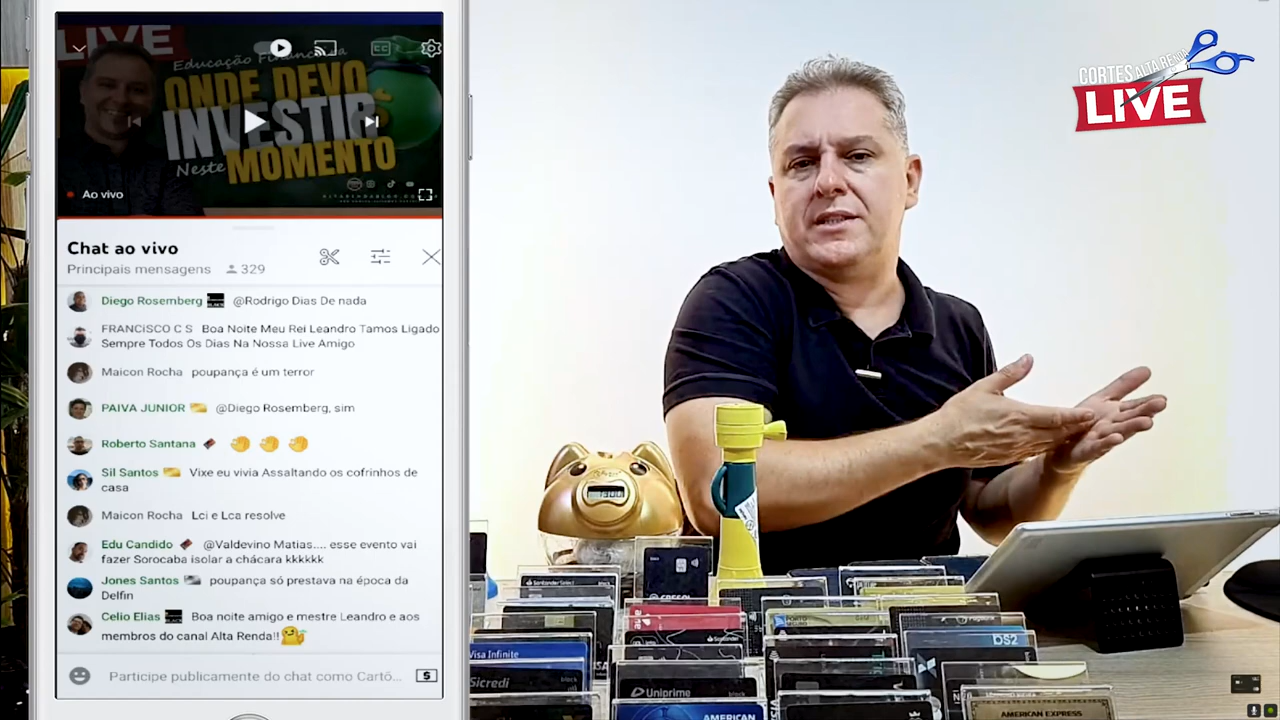 LIVE
Educação Financeira
ONDE DEVO
INVESTIR
Neste MOMENTO
Ao vivo
Chat ao vivo
Principais mensagens 329
Diego Rosemberg @Rodrigo Dias De nada
FRANCiSCO C S Boa Noite Meu Rei Leandro Tamos Ligado
Sempre Todos Os Dias Na Nossa Live Amigo
Maicon Rocha poupança é um terror
PAIVA JUNIOR @Diego Rosemberg, sim
Roberto Santana
Sil Santos Vixe eu vivia Assaltando os cofrinhos de
casa
Maicon Rocha Lci e Lca resolve
Edu Candido @Valdevino Matias.... esse evento vai
fazer Sorocaba isolar a chácara kkkkkk
Jones Santos poupança só prestava na época da
Delfin
Celio Elias Boa noite amigo e mestre Leandro e aos
membros do canal Alta Renda!!
Participe publicamente do chat como Cartõ...
CORTES ALTA RENDA
LIVE
Santander Select
black
Santander
PORTO
DS2
Visa Infinite
Sicredi
black
Uniprime
AMERICAN
AMERICAN EXPRESS